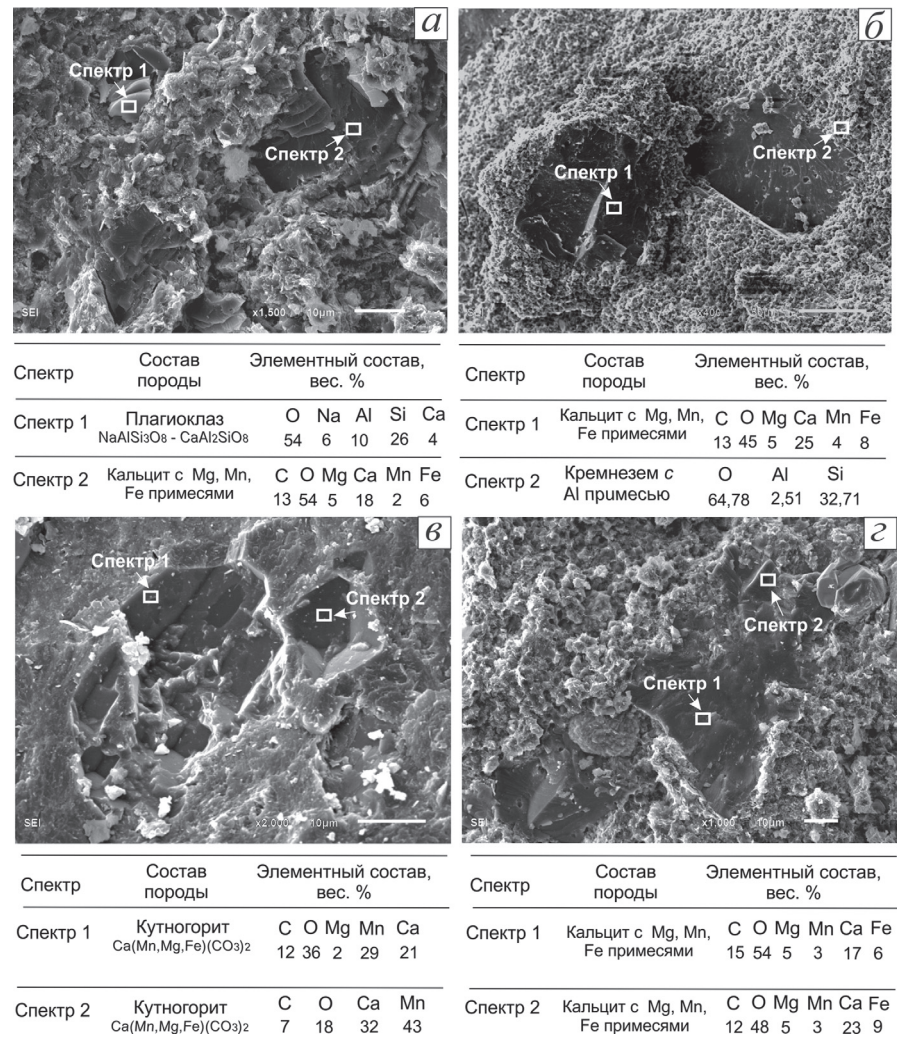 а
Спектр 1
Спектр 2
SEI x1,500 10μm
б
Спектр 1
Спектр 2
SEI x400
Спектр Состав породы Элементный состав, вес. %
Спектр 1 Плагиоклаз O Na Al Si Ca
NaAlSi3O8 - CaAl2SiO8 54 6 10 26 4
Спектр 2 Кальцит с Mg, Mn, C O Mg Ca Mn Fe
Fe примесями 13 54 5 18 2 6
Спектр Состав породы Элементный состав, вес. %
Спектр 1 Кальцит с Mg, Mn, C O Mg Ca Mn Fe
Fe примесями 13 45 5 25 4 8
Спектр 2 Кремнезем с O Al Si
Al примесью 64,78 2,51 32,71
в
Спектр 1
Спектр 2
SEI x2,000 10μm
г
Спектр 2
Спектр 1
SEI x1,000 10μm
Спектр Состав породы Элементный состав, вес. %
Спектр 1 Кутногорит C O Mg Mn Ca
Ca(Mn,Mg,Fe)(CO3)2 12 36 2 29 21
Спектр 2 Кутногорит C O Ca Mn
Ca(Mn,Mg,Fe)(CO3)2 7 18 32 43
Спектр Состав породы Элементный состав, вес. %
Спектр 1 Кальцит с Mg, Mn, C O Mg Mn Ca Fe
Fe примесями 15 54 5 3 17 6
Спектр 2 Кальцит с Mg, Mn, C O Mg Mn Ca Fe
Fe примесями 12 48 5 3 23 9